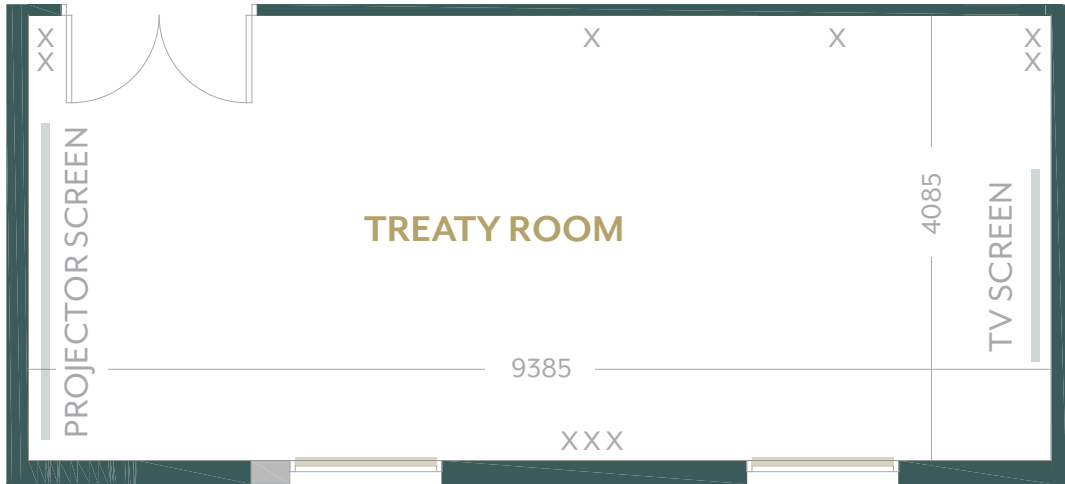 X X X X
X X
PROJECTOR SCREEN
TREATY ROOM
4085
TV SCREEN
9385
XXX